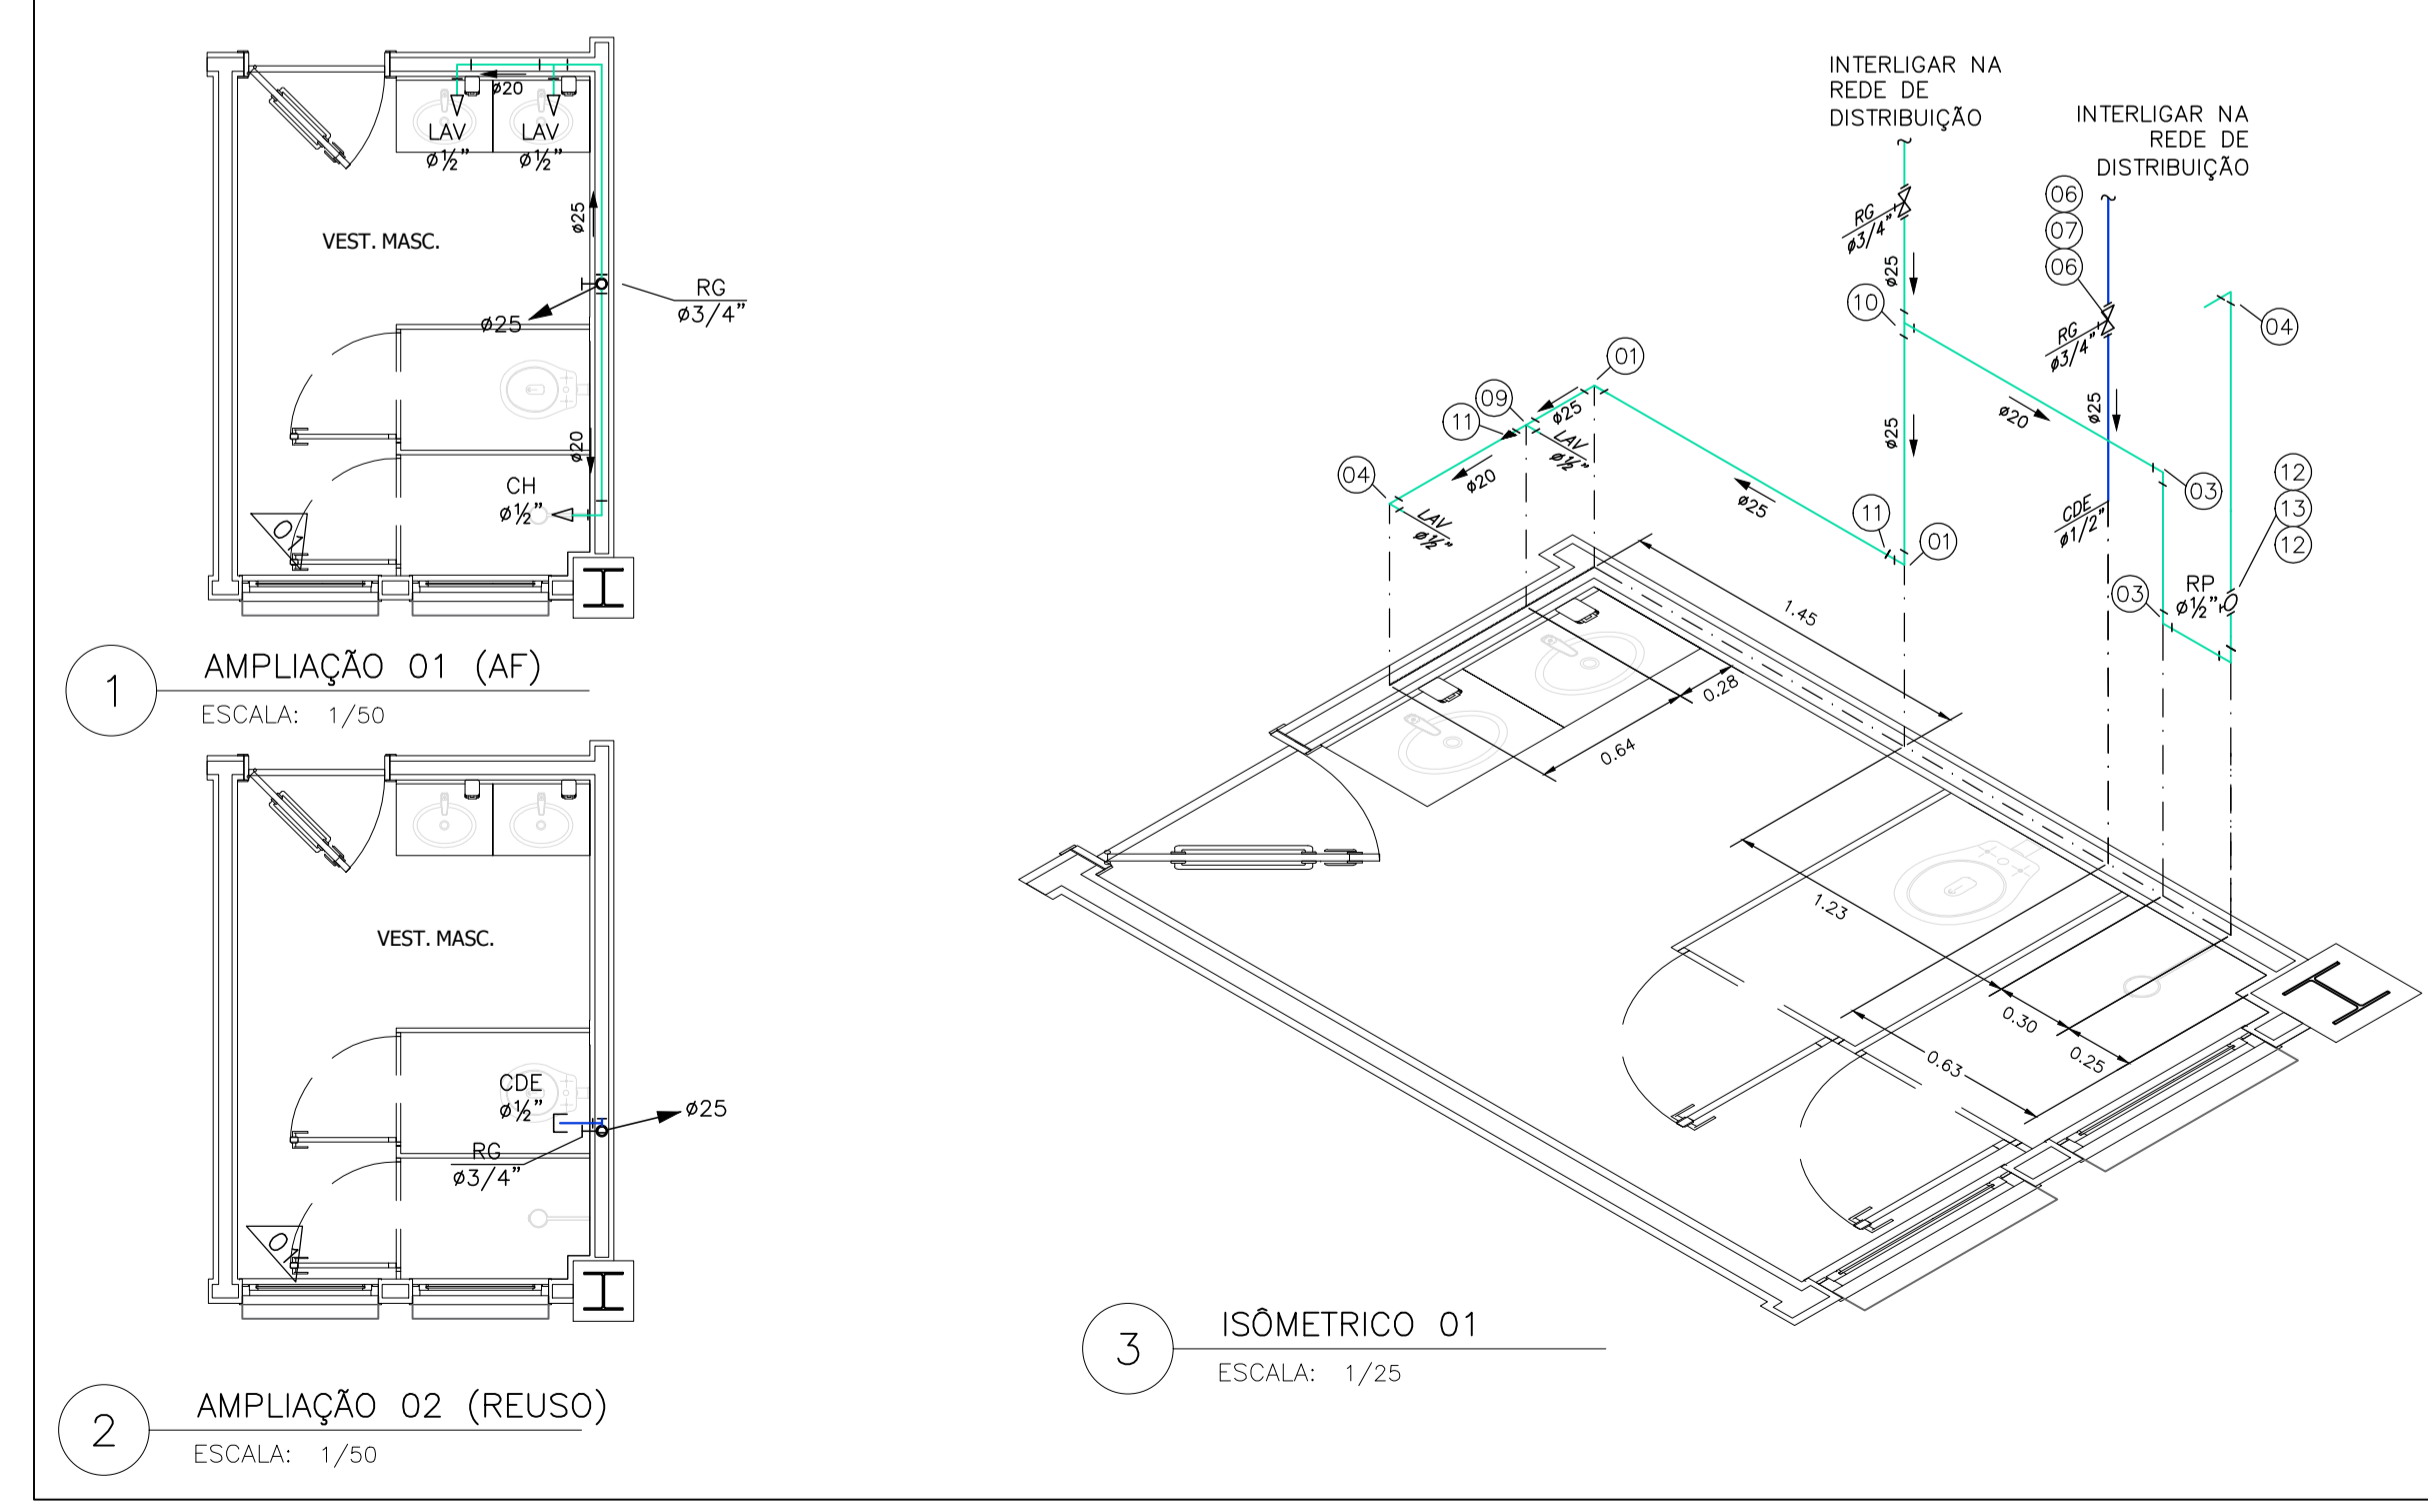 ø20
LAV
ø½"
LAV
ø½"
ø25
VEST. MASC.
RG
ø3/4"
ø25
ø20
CH
ø½"
01
1
AMPLIAÇÃO 01 (AF)
ESCALA: 1/50
VEST. MASC.
CDE
ø½"
ø25
RG
ø3/4"
01
2
AMPLIAÇÃO 02 (REUSO)
ESCALA: 1/50
INTERLIGAR NA
REDE DE
DISTRIBUIÇÃO
INTERLIGAR NA
REDE DE
DISTRIBUIÇÃO
06
07
06
RG
ø3/4"
ø25
10
RG
ø3/4"
04
01
09
11
ø25
LAV
ø½"
04
ø20
LAV
ø½"
ø25
ø25
11
01
ø20
ø25
03
CDE
ø1/2"
12
13
12
03
RP
ø½"
1.45
0.28
0.64
1.23
0.30
0.25
0.63
3
ISÔMETRICO 01
ESCALA: 1/25